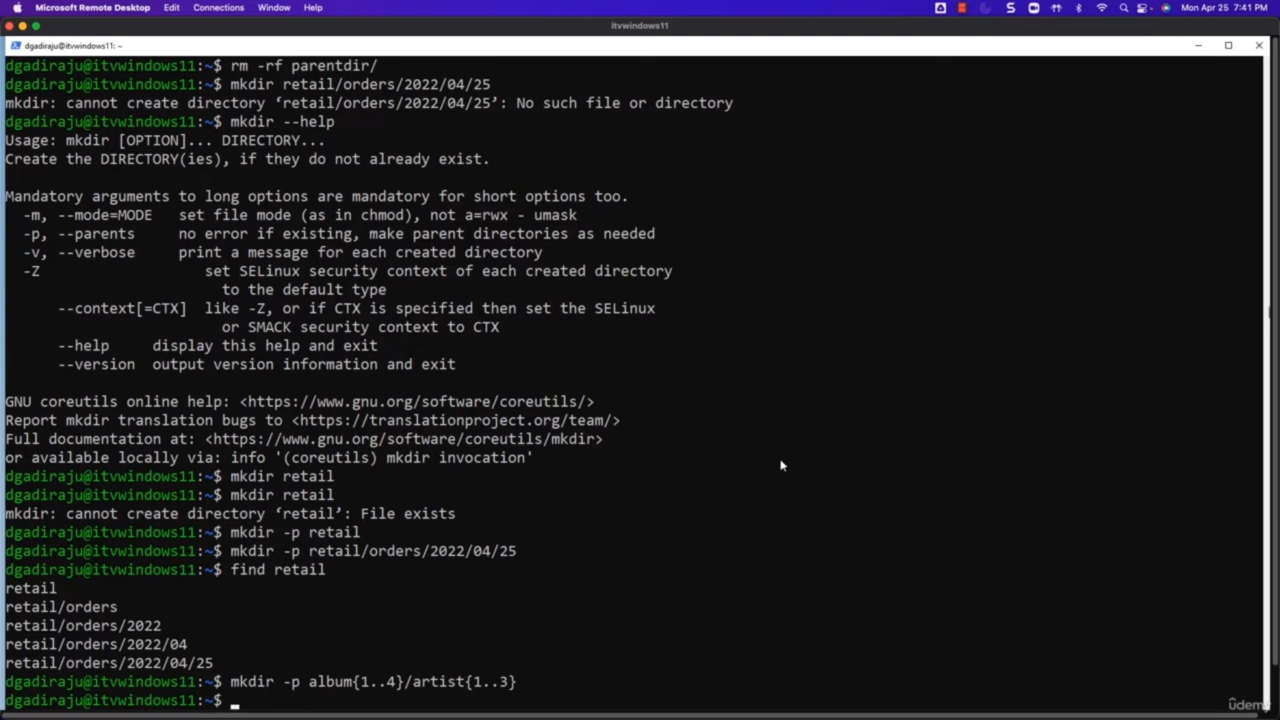 Microsoft Remote Desktop Edit Connections Window Help Mon Apr 25 7:41 PM
itvwindows11
dgadiraju@itvwindows11: ~
dgadiraju@itvwindows11:~$ rm -rf parentdir/
dgadiraju@itvwindows11:~$ mkdir retail/orders/2022/04/25
mkdir: cannot create directory ‘retail/orders/2022/04/25’: No such file or directory
dgadiraju@itvwindows11:~$ mkdir --help
Usage: mkdir [OPTION]... DIRECTORY...
Create the DIRECTORY(ies), if they do not already exist.
Mandatory arguments to long options are mandatory for short options too.
-m, --mode=MODE set file mode (as in chmod), not a=rwx - umask
-p, --parents no error if existing, make parent directories as needed
-v, --verbose print a message for each created directory
-Z set SELinux security context of each created directory
to the default type
--context[=CTX] like -Z, or if CTX is specified then set the SELinux
or SMACK security context to CTX
--help display this help and exit
--version output version information and exit
GNU coreutils online help: <https://www.gnu.org/software/coreutils/>
Report mkdir translation bugs to <https://translationproject.org/team/>
Full documentation at: <https://www.gnu.org/software/coreutils/mkdir>
or available locally via: info '(coreutils) mkdir invocation'
dgadiraju@itvwindows11:~$ mkdir retail
dgadiraju@itvwindows11:~$ mkdir retail
mkdir: cannot create directory ‘retail’: File exists
dgadiraju@itvwindows11:~$ mkdir -p retail
dgadiraju@itvwindows11:~$ mkdir -p retail/orders/2022/04/25
dgadiraju@itvwindows11:~$ find retail
retail
retail/orders
retail/orders/2022
retail/orders/2022/04
retail/orders/2022/04/25
dgadiraju@itvwindows11:~$ mkdir -p album{1..4}/artist{1..3}
dgadiraju@itvwindows11:~$
ûdemy